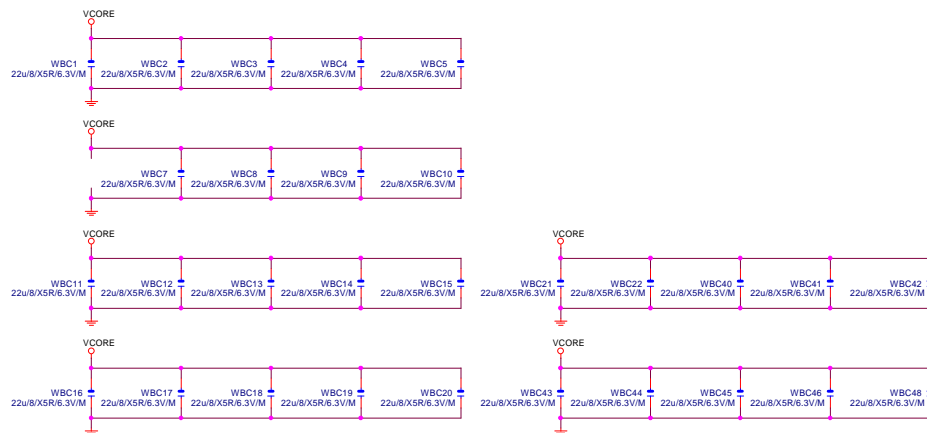 VCORE
WBC1 WBC2 WBC3 WBC4 WBC5
22u/8/X5R/6.3V/M 22u/8/X5R/6.3V/M 22u/8/X5R/6.3V/M 22u/8/X5R/6.3V/M 22u/8/X5R/6.3V/M
VCORE
WBC7 WBC8 WBC9 WBC10
22u/8/X5R/6.3V/M 22u/8/X5R/6.3V/M 22u/8/X5R/6.3V/M 22u/8/X5R/6.3V/M
VCORE VCORE
WBC11 WBC12 WBC13 WBC14 WBC15 WBC21 WBC22 WBC40 WBC41 WBC42
22u/8/X5R/6.3V/M 22u/8/X5R/6.3V/M 22u/8/X5R/6.3V/M 22u/8/X5R/6.3V/M 22u/8/X5R/6.3V/M 22u/8/X5R/6.3V/M 22u/8/X5R/6.3V/M 22u/8/X5R/6.3V/M 22u/8/X5R/6.3V/M 22u/8/X5R/6.3V/M
VCORE VCORE
WBC16 WBC17 WBC18 WBC19 WBC20 WBC43 WBC44 WBC45 WBC46 WBC48
22u/8/X5R/6.3V/M 22u/8/X5R/6.3V/M 22u/8/X5R/6.3V/M 22u/8/X5R/6.3V/M 22u/8/X5R/6.3V/M 22u/8/X5R/6.3V/M 22u/8/X5R/6.3V/M 22u/8/X5R/6.3V/M 22u/8/X5R/6.3V/M 22u/8/X5R/6.3V/M